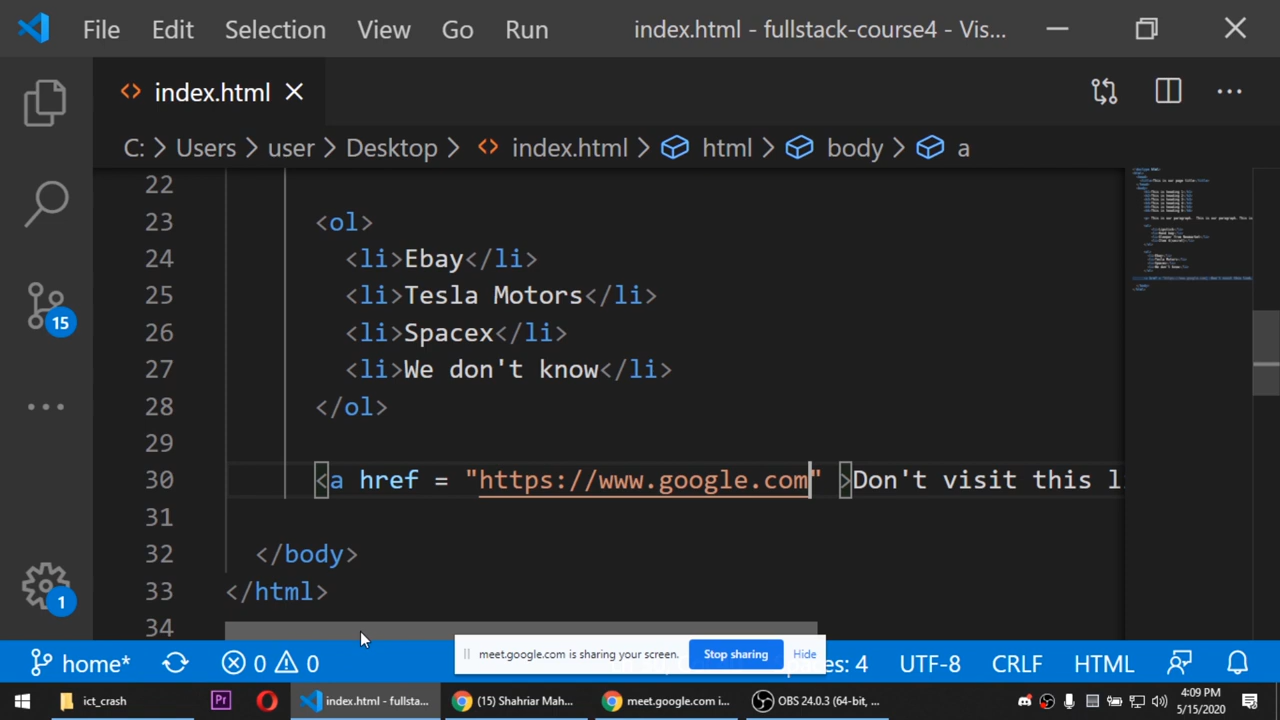 File Edit Selection View Go Run index.html - fullstack-course4 - Vis...
index.html
C: > Users > user > Desktop > index.html > html > body > a
22
23 <ol>
24 <li>Ebay</li>
25 <li>Tesla Motors</li>
26 <li>Spacex</li>
27 <li>We don't know</li>
28 </ol>
29
30 <a href = "https://www.google.com" >Don't visit this l
31
32 </body>
33 </html>
34
15
1
meet.google.com is sharing your screen. Stop sharing Hide
home* 0 0 paces: 4 UTF-8 CRLF HTML
ict_crash Pr index.html - fullsta... (15) Shahriar Mah... meet.google.com i... OBS 24.0.3 (64-bit, ...
4:09 PM
5/15/2020